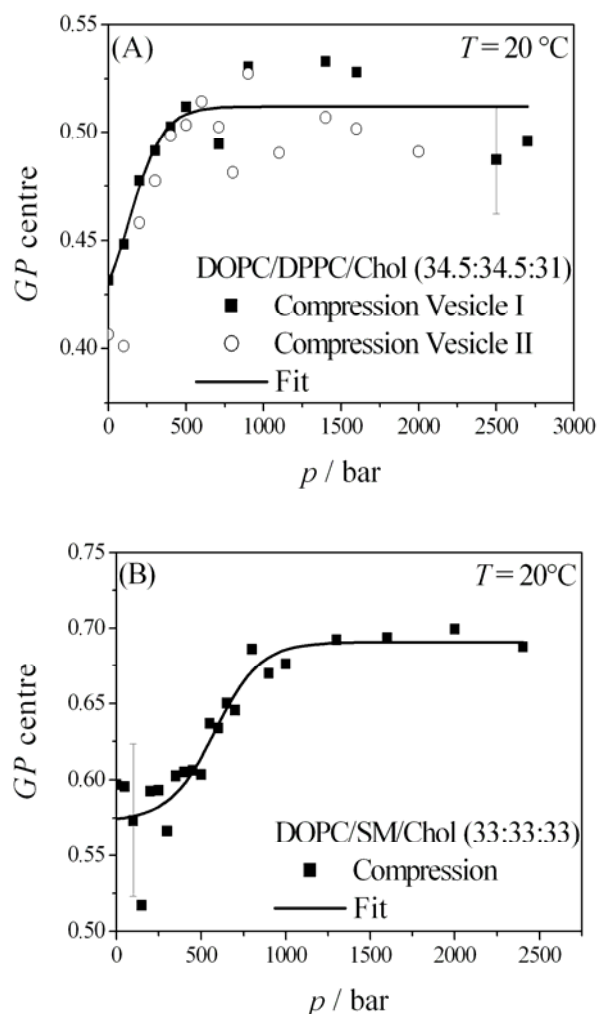 (A)
T = 20 °C
0.55
0.50
0.45
0.40
GP centre
DOPC/DPPC/Chol (34.5:34.5:31)
Compression Vesicle I
Compression Vesicle II
Fit
0 500 1000 1500 2000 2500 3000
p / bar
(B)
T = 20°C
0.75
0.70
0.65
0.60
0.55
0.50
GP centre
DOPC/SM/Chol (33:33:33)
Compression
Fit
0 500 1000 1500 2000 2500
p / bar